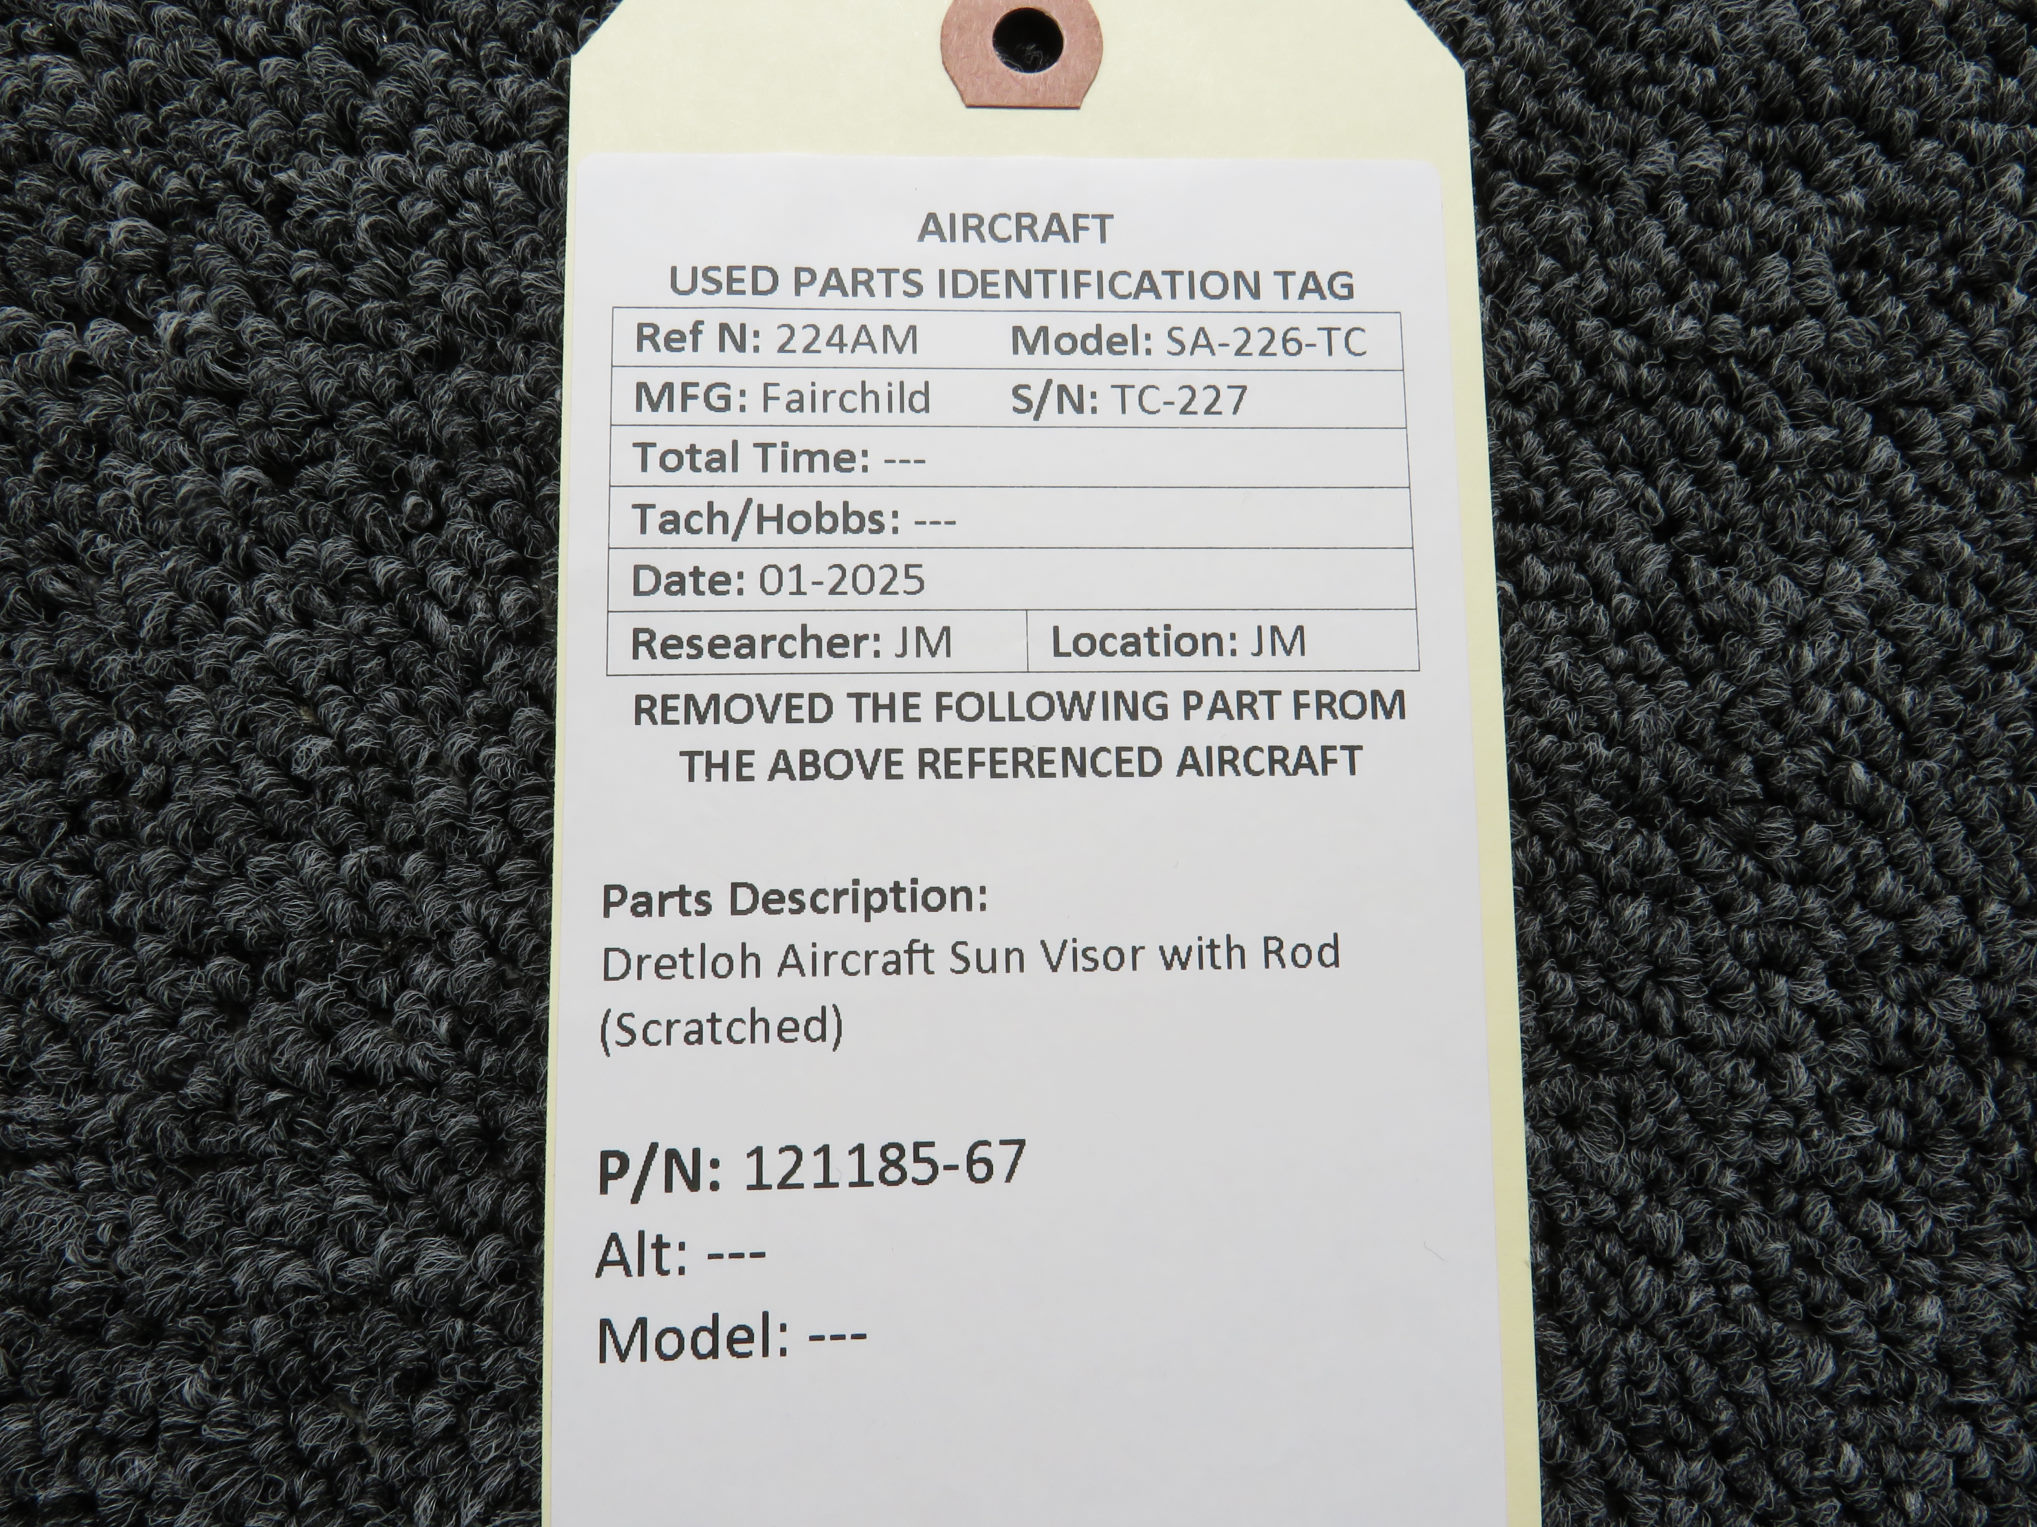 AIRCRAFT
USED PARTS IDENTIFICATION TAG
Ref N: 224AM Model: SA-226-TC
MFG: Fairchild S/N: TC-227
Total Time: ---
Tach/Hobbs: ---
Date: 01-2025
Researcher: JM Location: JM
REMOVED THE FOLLOWING PART FROM
THE ABOVE REFERENCED AIRCRAFT
Parts Description:
Dretloh Aircraft Sun Visor with Rod
(Scratched)
P/N: 121185-67
Alt: ---
Model: ---